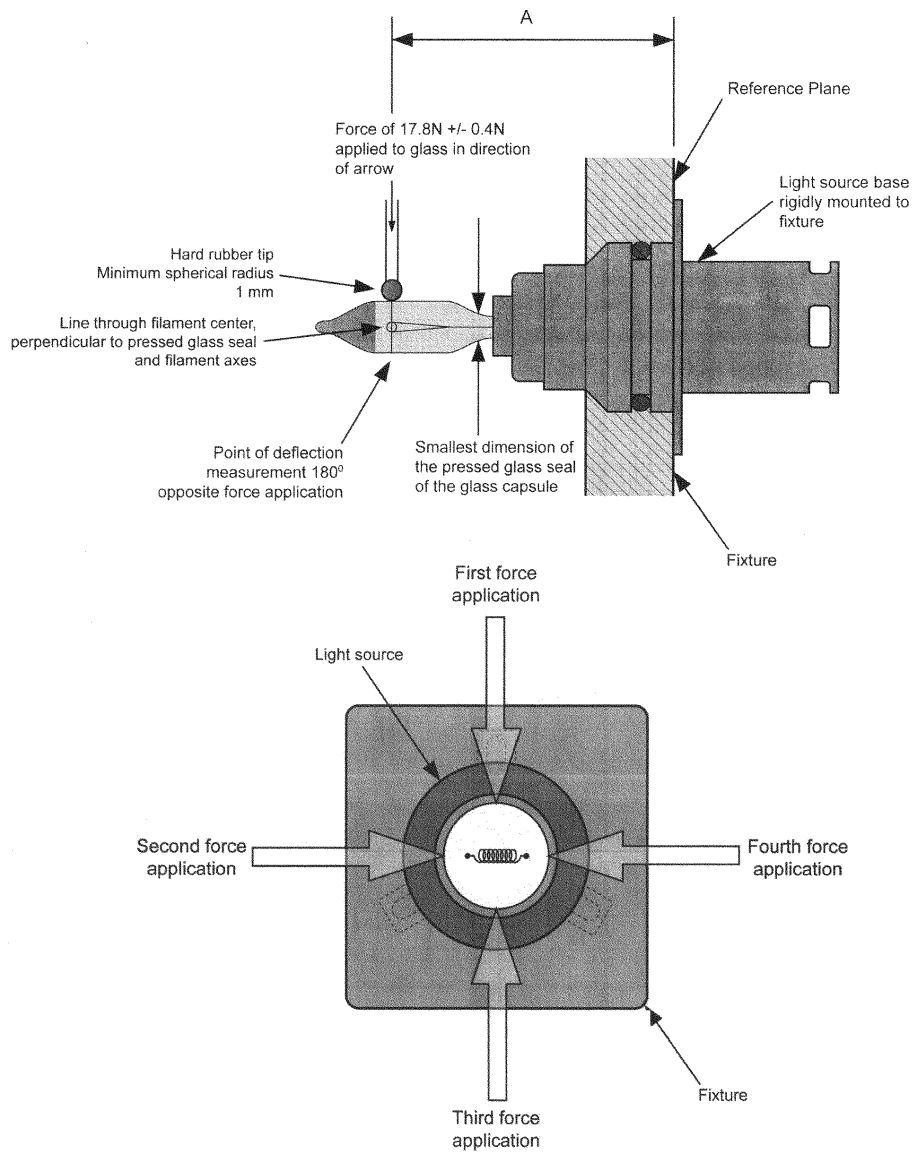 A
Reference Plane
Force of 17.8N +/- 0.4N
applied to glass in direction
of arrow
Light source base
rigidly mounted to
fixture
Hard rubber tip
Minimum spherical radius
1 mm
Line through filament center,
perpendicular to pressed glass seal
and filament axes
Point of deflection
measurement 180º
opposite force application
Smallest dimension of
the pressed glass seal
of the glass capsule
Fixture
First force
application
Light source
Second force
application
Fourth force
application
Fixture
Third force
application